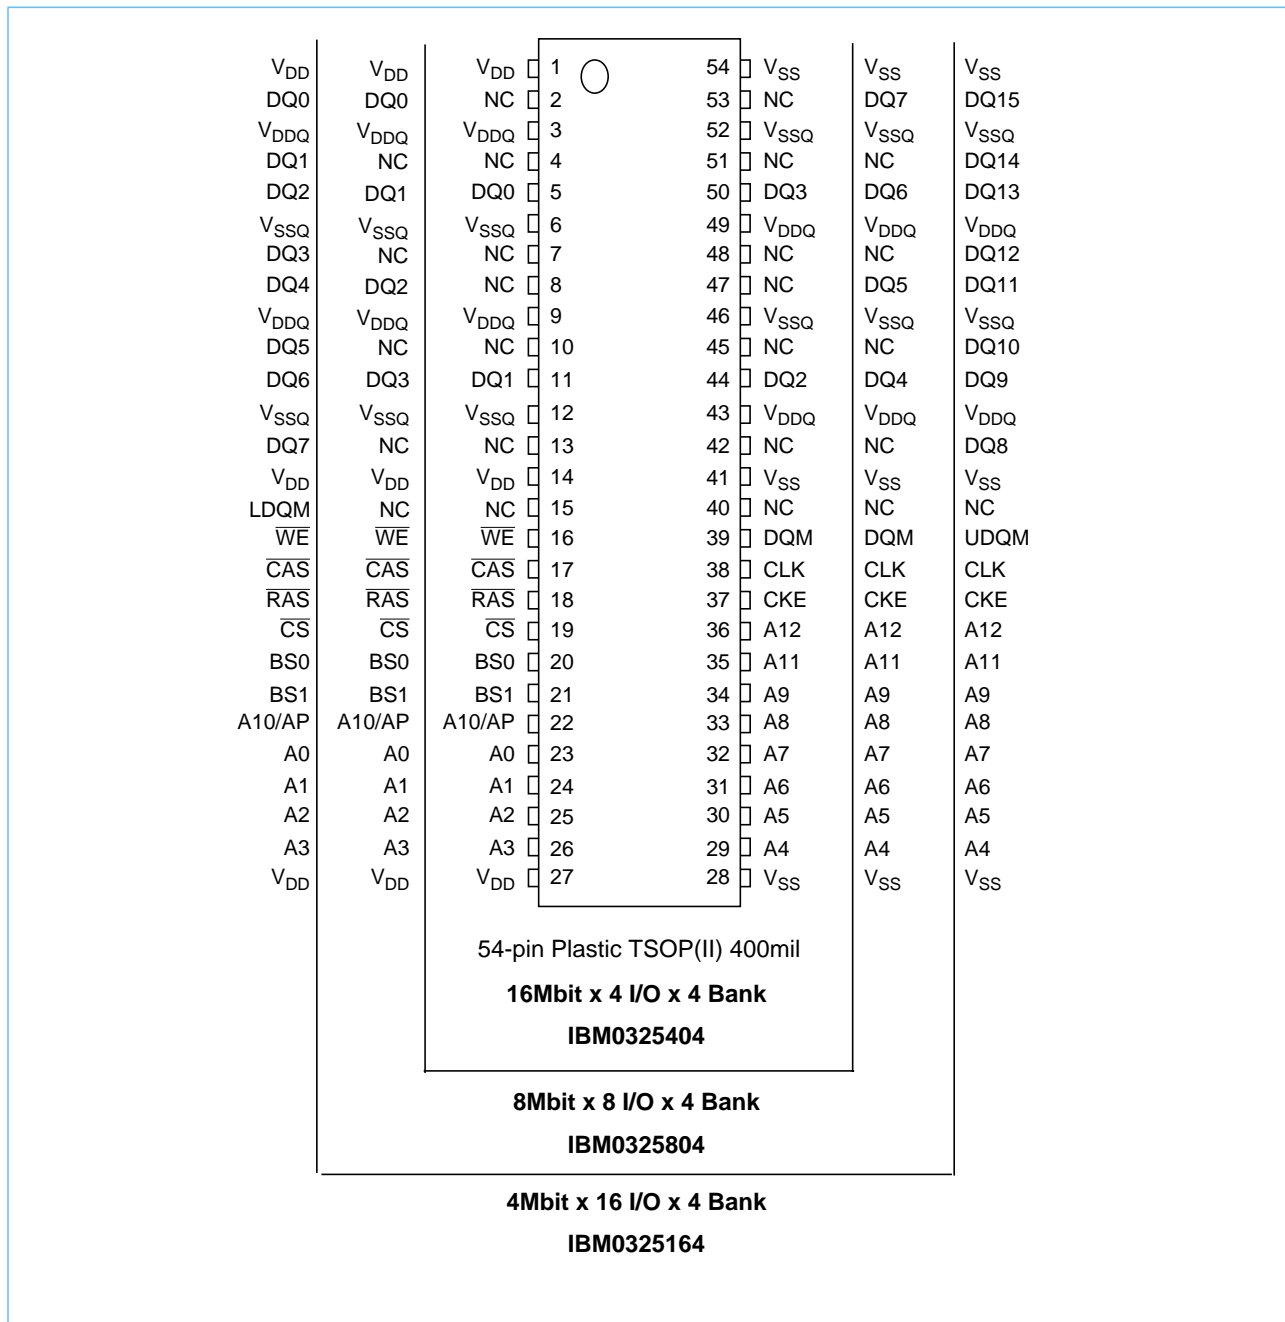 VDD VDD VDD 1 54 VSS VSS VSS
DQ0 DQ0 NC 2 53 NC DQ7 DQ15
VDDQ VDDQ VDDQ 3 52 VSSQ VSSQ VSSQ
DQ1 NC NC 4 51 NC NC DQ14
DQ2 DQ1 DQ0 5 50 DQ3 DQ6 DQ13
VSSQ VSSQ VSSQ 6 49 VDDQ VDDQ VDDQ
DQ3 NC NC 7 48 NC NC DQ12
DQ4 DQ2 NC 8 47 NC DQ5 DQ11
VDDQ VDDQ VDDQ 9 46 VSSQ VSSQ VSSQ
DQ5 NC NC 10 45 NC NC DQ10
DQ6 DQ3 DQ1 11 44 DQ2 DQ4 DQ9
VSSQ VSSQ VSSQ 12 43 VDDQ VDDQ VDDQ
DQ7 NC NC 13 42 NC NC DQ8
VDD VDD VDD 14 41 VSS VSS VSS
LDQM NC NC 15 40 NC NC NC
W̅E̅ W̅E̅ W̅E̅ 16 39 DQM DQM UDQM
C̅A̅S̅ C̅A̅S̅ C̅A̅S̅ 17 38 CLK CLK CLK
R̅A̅S̅ R̅A̅S̅ R̅A̅S̅ 18 37 CKE CKE CKE
C̅S̅ C̅S̅ C̅S̅ 19 36 A12 A12 A12
BS0 BS0 BS0 20 35 A11 A11 A11
BS1 BS1 BS1 21 34 A9 A9 A9
A10/AP A10/AP A10/AP 22 33 A8 A8 A8
A0 A0 A0 23 32 A7 A7 A7
A1 A1 A1 24 31 A6 A6 A6
A2 A2 A2 25 30 A5 A5 A5
A3 A3 A3 26 29 A4 A4 A4
VDD VDD VDD 27 28 VSS VSS VSS
54-pin Plastic TSOP(II) 400mil
16Mbit x 4 I/O x 4 Bank
IBM0325404
8Mbit x 8 I/O x 4 Bank
IBM0325804
4Mbit x 16 I/O x 4 Bank
IBM0325164